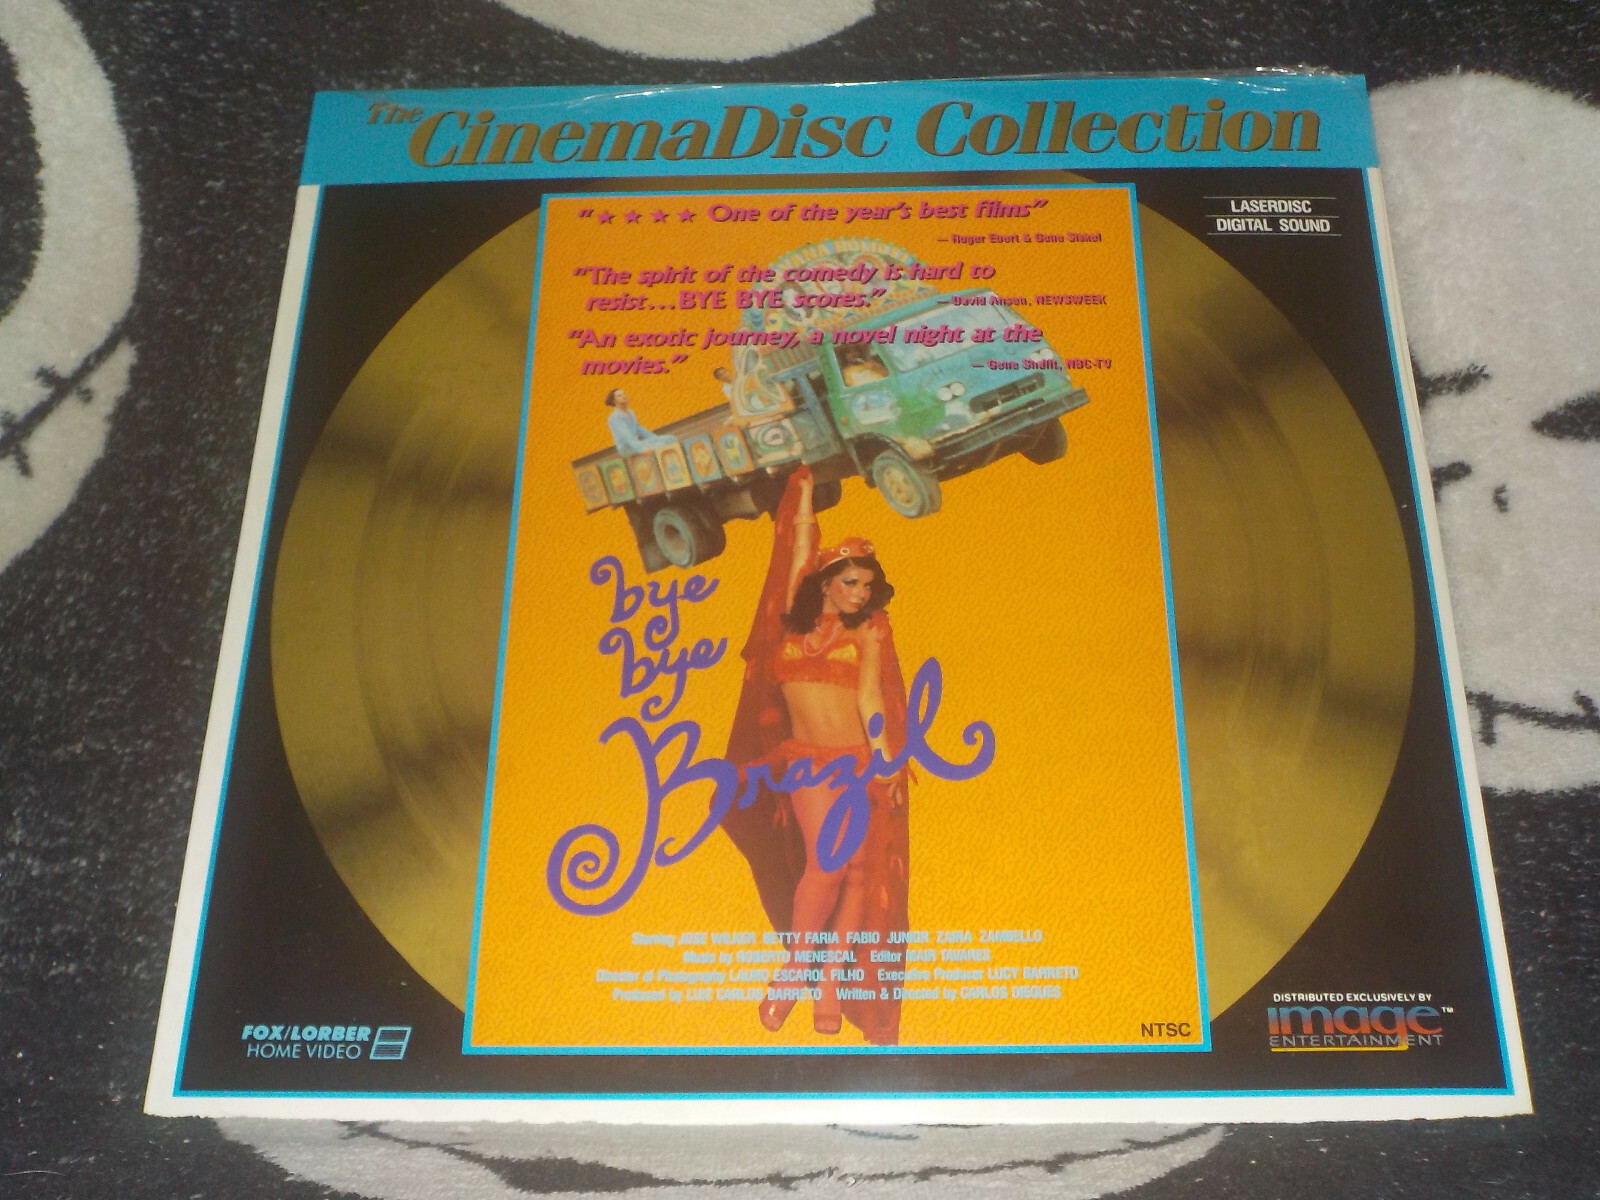 The CinemaDisc Collection
LASERDISC
DIGITAL SOUND
"★★★★ One of the year's best films"
— Roger Ebert & Gene Siskel
"The spirit of the comedy is hard to
resist...BYE BYE scores."
— David Ansen, NEWSWEEK
"An exotic journey, a novel night at the
movies."
— Gene Shalit, NBC-TV
bye
bye
Brazil
Starring JOSE WILKER BETTY FARIA FABIO JUNIOR ZAIRA ZAMBELLO
Music by ROBERTO MENESCAL Editor MAIR TAVARES
Director of Photography LAURO ESCAROL FILHO Executive Producer LUCY BARRETO
Produced by LUIZ CARLOS BARRETO Written & Directed by CARLOS DIEGUES
NTSC
FOX/LORBER
HOME VIDEO
DISTRIBUTED EXCLUSIVELY BY
image™
ENTERTAINMENT